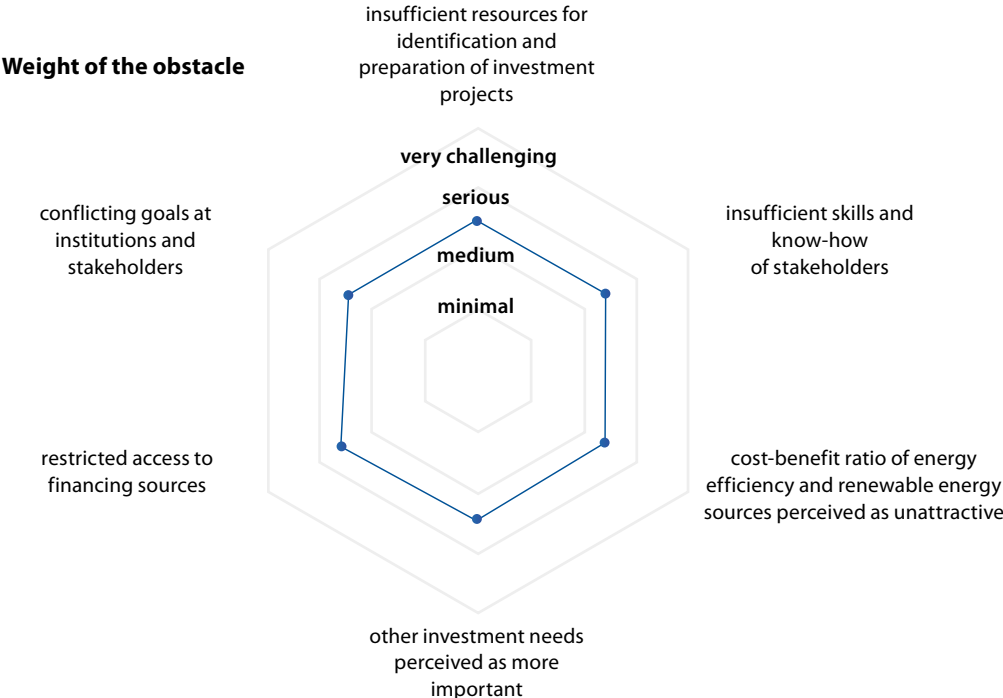 Weight of the obstacle
insufficient resources for
identification and
preparation of investment
projects
very challenging
serious
medium
minimal
conflicting goals at
institutions and
stakeholders
insufficient skills and
know-how
of stakeholders
restricted access to
financing sources
cost-benefit ratio of energy
efficiency and renewable energy
sources perceived as unattractive
other investment needs
perceived as more
important